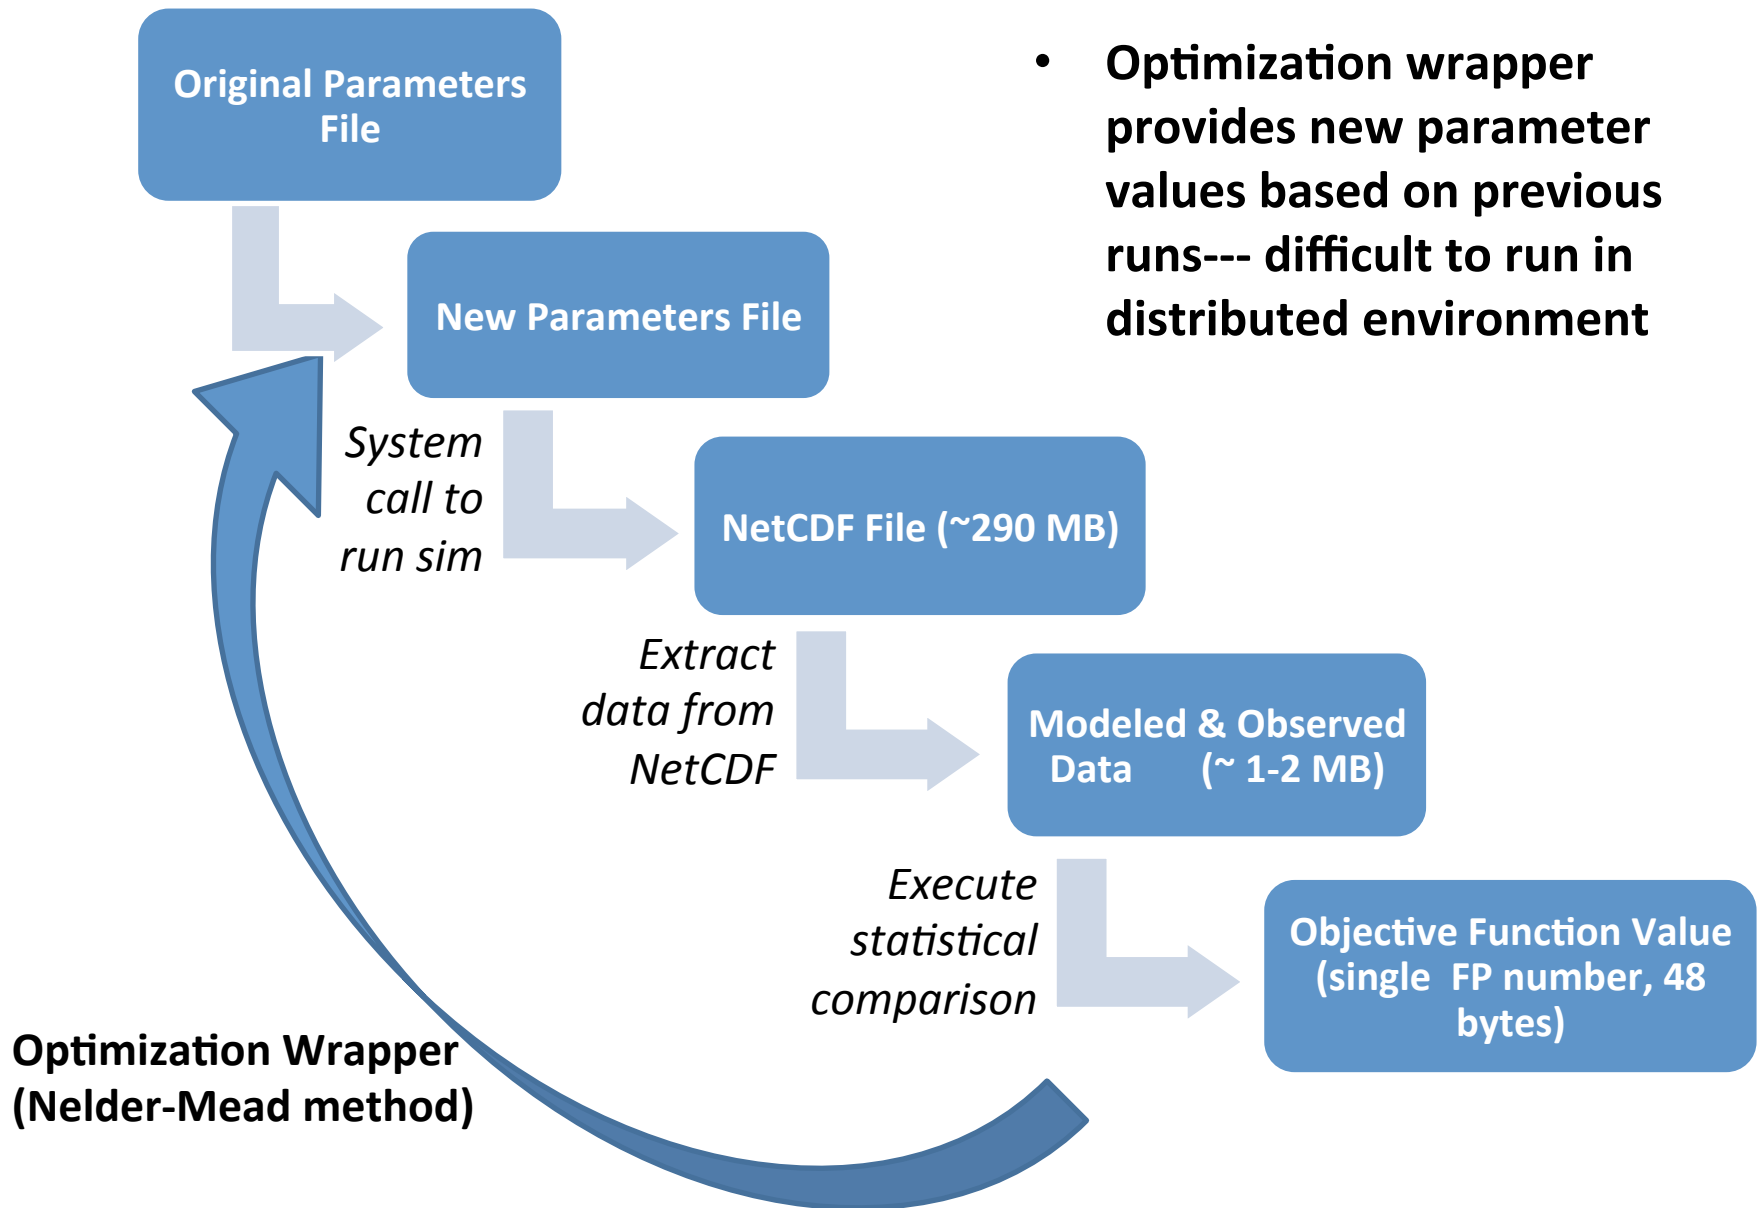 Original Parameters
File
• Optimization wrapper
provides new parameter
values based on previous
runs--- difficult to run in
distributed environment
New Parameters File
System
call to
run sim
NetCDF File (~290 MB)
Extract
data from
NetCDF
Modeled & Observed
Data (~ 1-2 MB)
Execute
statistical
comparison
Objective Function Value
(single FP number, 48
bytes)
Optimization Wrapper
(Nelder-Mead method)